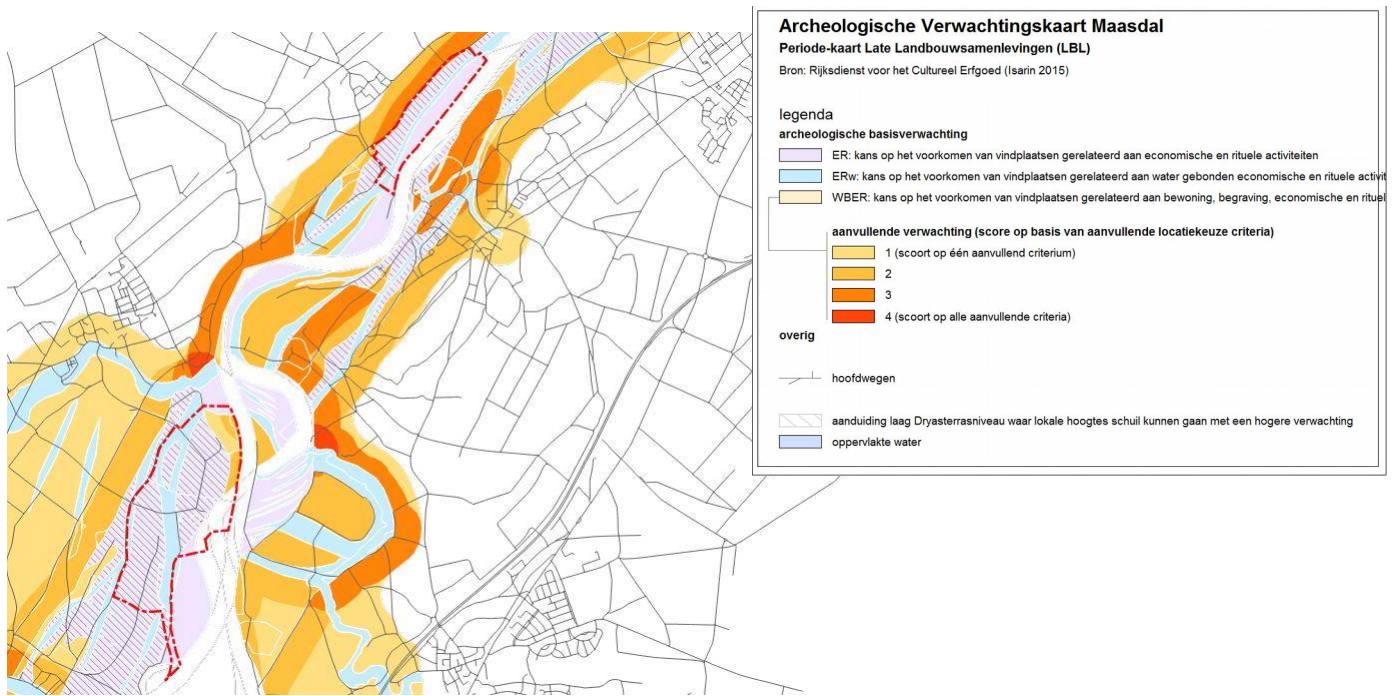 Archeologische Verwachtingskaart Maasdal
Periode-kaart Late Landbouwsamenlevingen (LBL)
Bron: Rijksdienst voor het Cultureel Erfgoed (Isarin 2015)
legenda
archeologische basisverwachting
ER: kans op het voorkomen van vindplaatsen gerelateerd aan economische en rituele activiteiten
ERw: kans op het voorkomen van vindplaatsen gerelateerd aan water gebonden economische en rituele activit
WBER: kans op het voorkomen van vindplaatsen gerelateerd aan bewoning, begraving, economische en rituel
aanvullende verwachting (score op basis van aanvullende locatiekeuze criteria)
1 (scoort op één aanvullend criterium)
2
3
4 (scoort op alle aanvullende criteria)
overig
hoofdwegen
aanduiding laag Dryasterrasniveau waar lokale hoogtes schuil kunnen gaan met een hogere verwachting
oppervlakte water